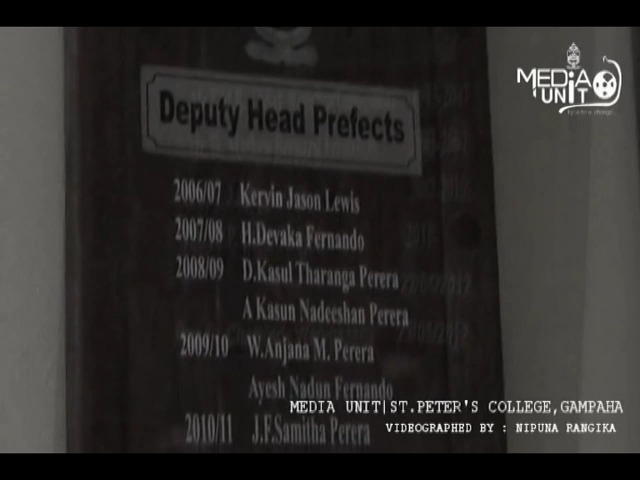 MEDIA
UNIT
Deputy Head Prefects
2006/07 Kervin Jason Lewis
2007/08 H.Devaka Fernando
2008/09 D.Kasul Tharanga Perera
A Kasun Nadeeshan Perera
2009/10 W.Anjana M. Perera
Ayesh Nadun Fernando
2010/11 J.F.Samitha Perera
MEDIA UNIT|ST.PETER'S COLLEGE,GAMPAHA
VIDEOGRAPHED BY : NIPUNA RANGIKA